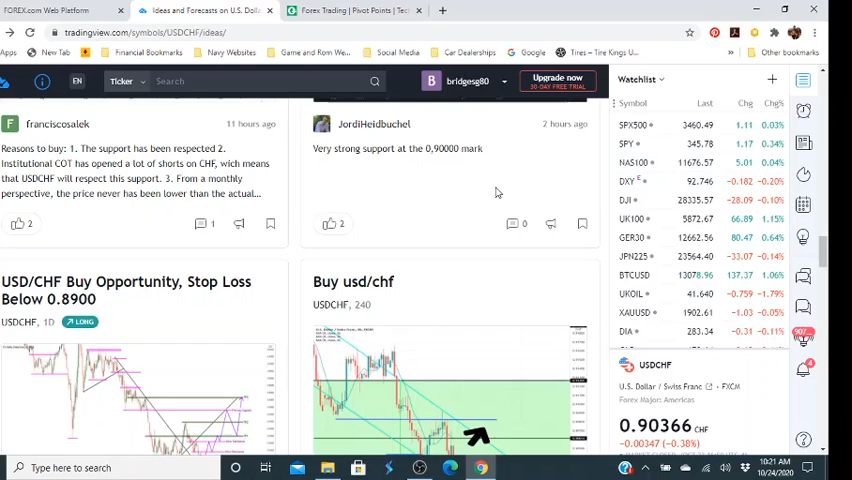 FOREX.com Web Platform
Ideas and Forecasts on U.S. Dolla
Forex Trading | Pivot Points | Tec
tradingview.com/symbols/USDCHF/ideas/
New Tab
Financial Bookmarks
Navy Websites
Game and Rom We...
Social Media
Car Dealerships
Google
Tires – Tire Kings U...
Other bookmarks
EN
Ticker
Search
B
bridgesg80
Upgrade now
30-DAY FREE TRIAL
F
franciscosalek
11 hours ago
Reasons to buy: 1. The support has been respected 2.
Institutional COT has opened a lot of shorts on CHF, wich means
that USDCHF will respect this support. 3. From a monthly
perspective, the price never has been lower than the actual...
2
1
JordiHeidbuchel
2 hours ago
Very strong support at the 0,90000 mark
2
0
USD/CHF Buy Opportunity, Stop Loss
Below 0.8900
USDCHF, 1D
LONG
Buy usd/chf
USDCHF, 240
Watchlist
Symbol Last Chg Chg%
SPX500 3460.49 1.11 0.03%
SPY 345.78 1.17 0.34%
NAS100 11676.57 5.01 0.04%
DXY E 92.746 -0.182 -0.20%
DJI 28335.57 -28.09 -0.10%
UK100 5872.67 66.89 1.15%
GER30 12662.56 80.47 0.64%
JPN225 23564.40 -33.07 -0.14%
BTCUSD 13078.96 137.37 1.06%
UKOIL 41.640 -0.759 -1.79%
XAUUSD 1902.61 -1.03 -0.05%
DIA 283.34 -0.31 -0.11%
907
4
USDCHF
U.S. Dollar / Swiss Franc
FXCM
Forex Major: Americas
0.90366 CHF
-0.00347 (-0.38%)
Type here to search
10:21 AM
10/24/2020